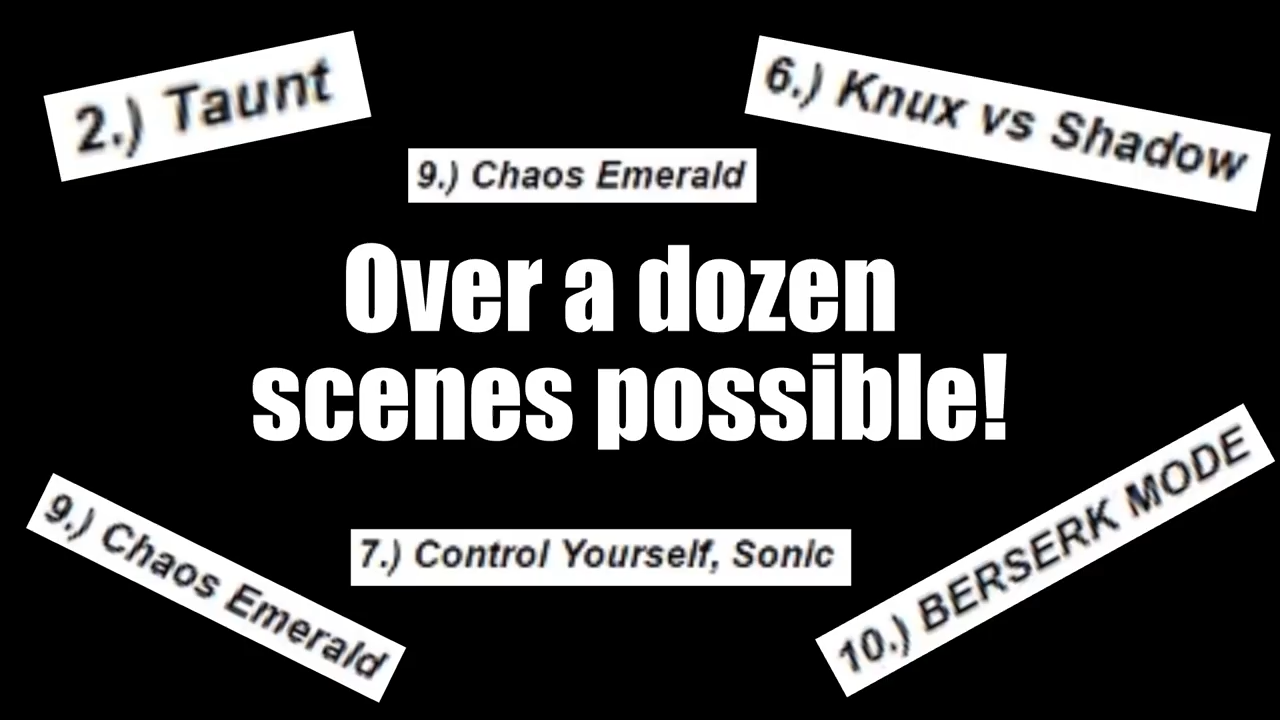 2.) Taunt
6.) Knux vs Shadow
9.) Chaos Emerald
Over a dozen
scenes possible!
9.) Chaos Emerald
7.) Control Yourself, Sonic
10.) BERSERK MODE